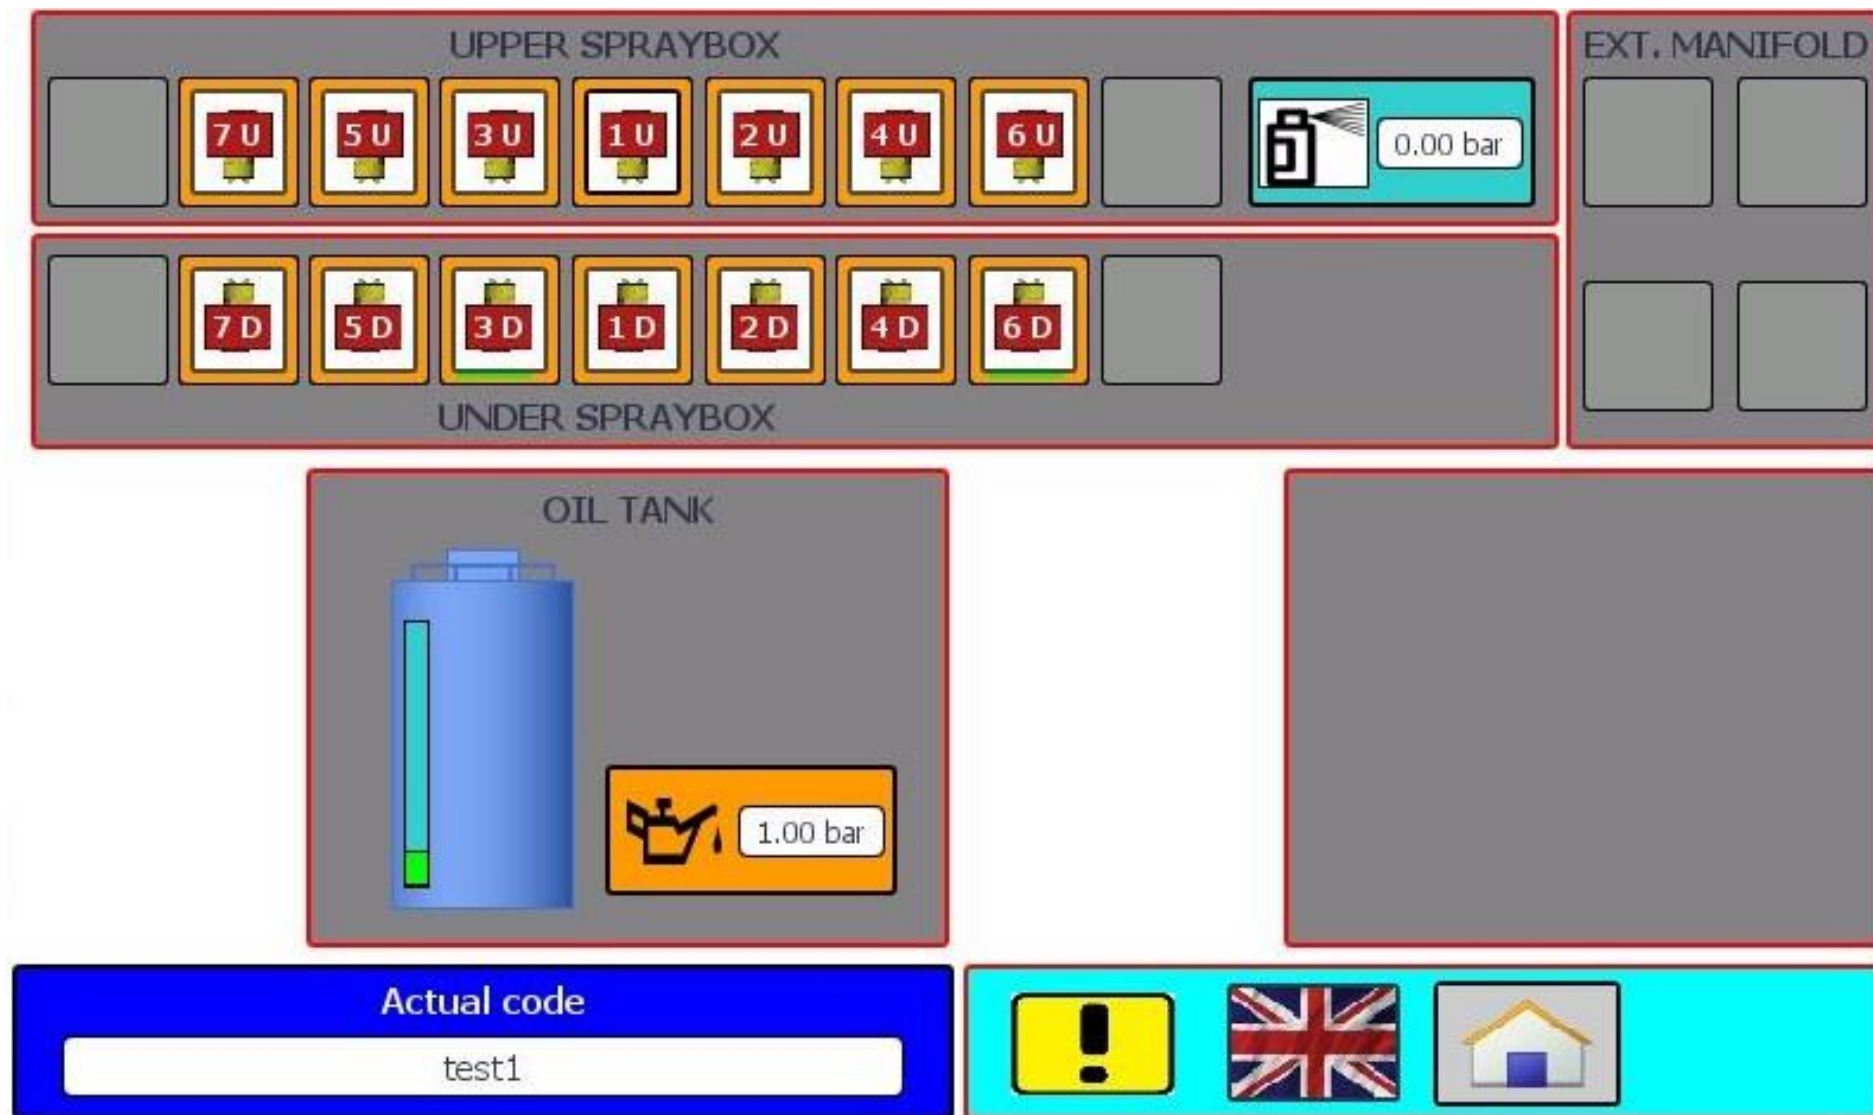 UPPER SPRAYBOX
EXT. MANIFOLD
7 U 5 U 3 U 1 U 2 U 4 U 6 U
0.00 bar
7 D 5 D 3 D 1 D 2 D 4 D 6 D
UNDER SPRAYBOX
OIL TANK
1.00 bar
Actual code
test1
!